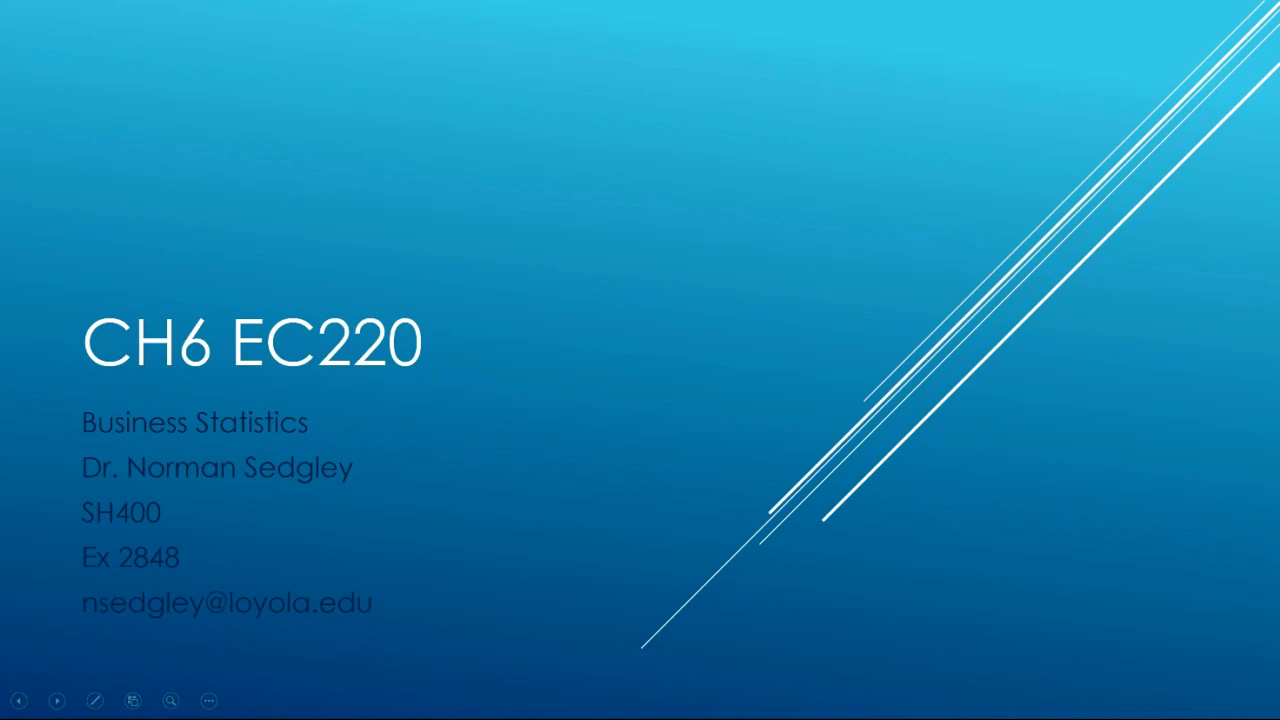 CH6 EC220
Business Statistics
Dr. Norman Sedgley
SH400
Ex 2848
nsedgley@loyola.edu